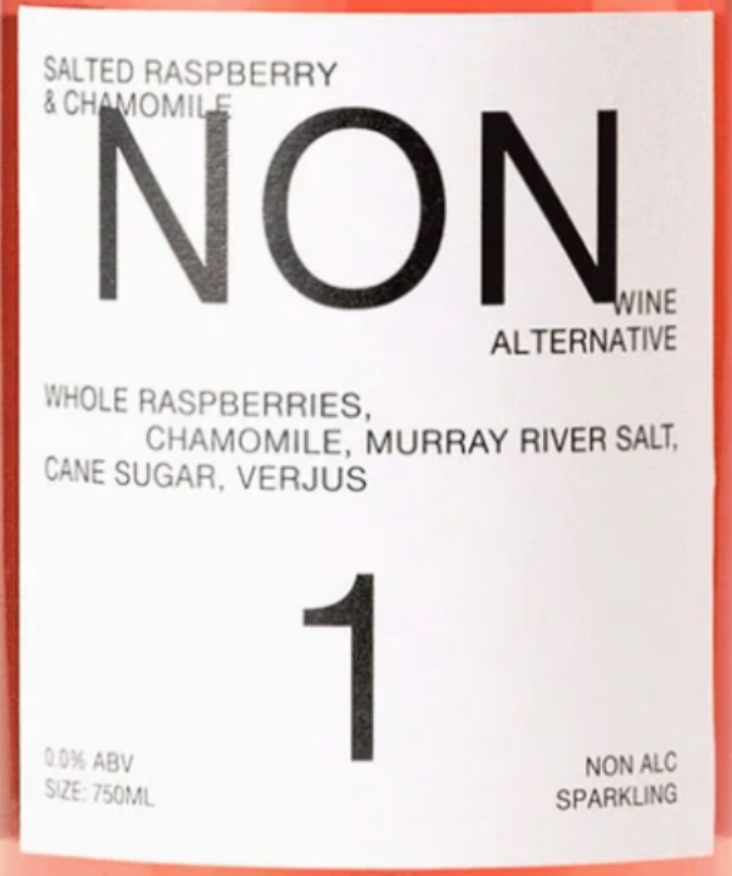 SALTED RASPBERRY
& CHAMOMILE
NON
WINE
ALTERNATIVE
WHOLE RASPBERRIES,
CHAMOMILE, MURRAY RIVER SALT,
CANE SUGAR, VERJUS
1
0.0% ABV
SIZE: 750ML
NON ALC
SPARKLING